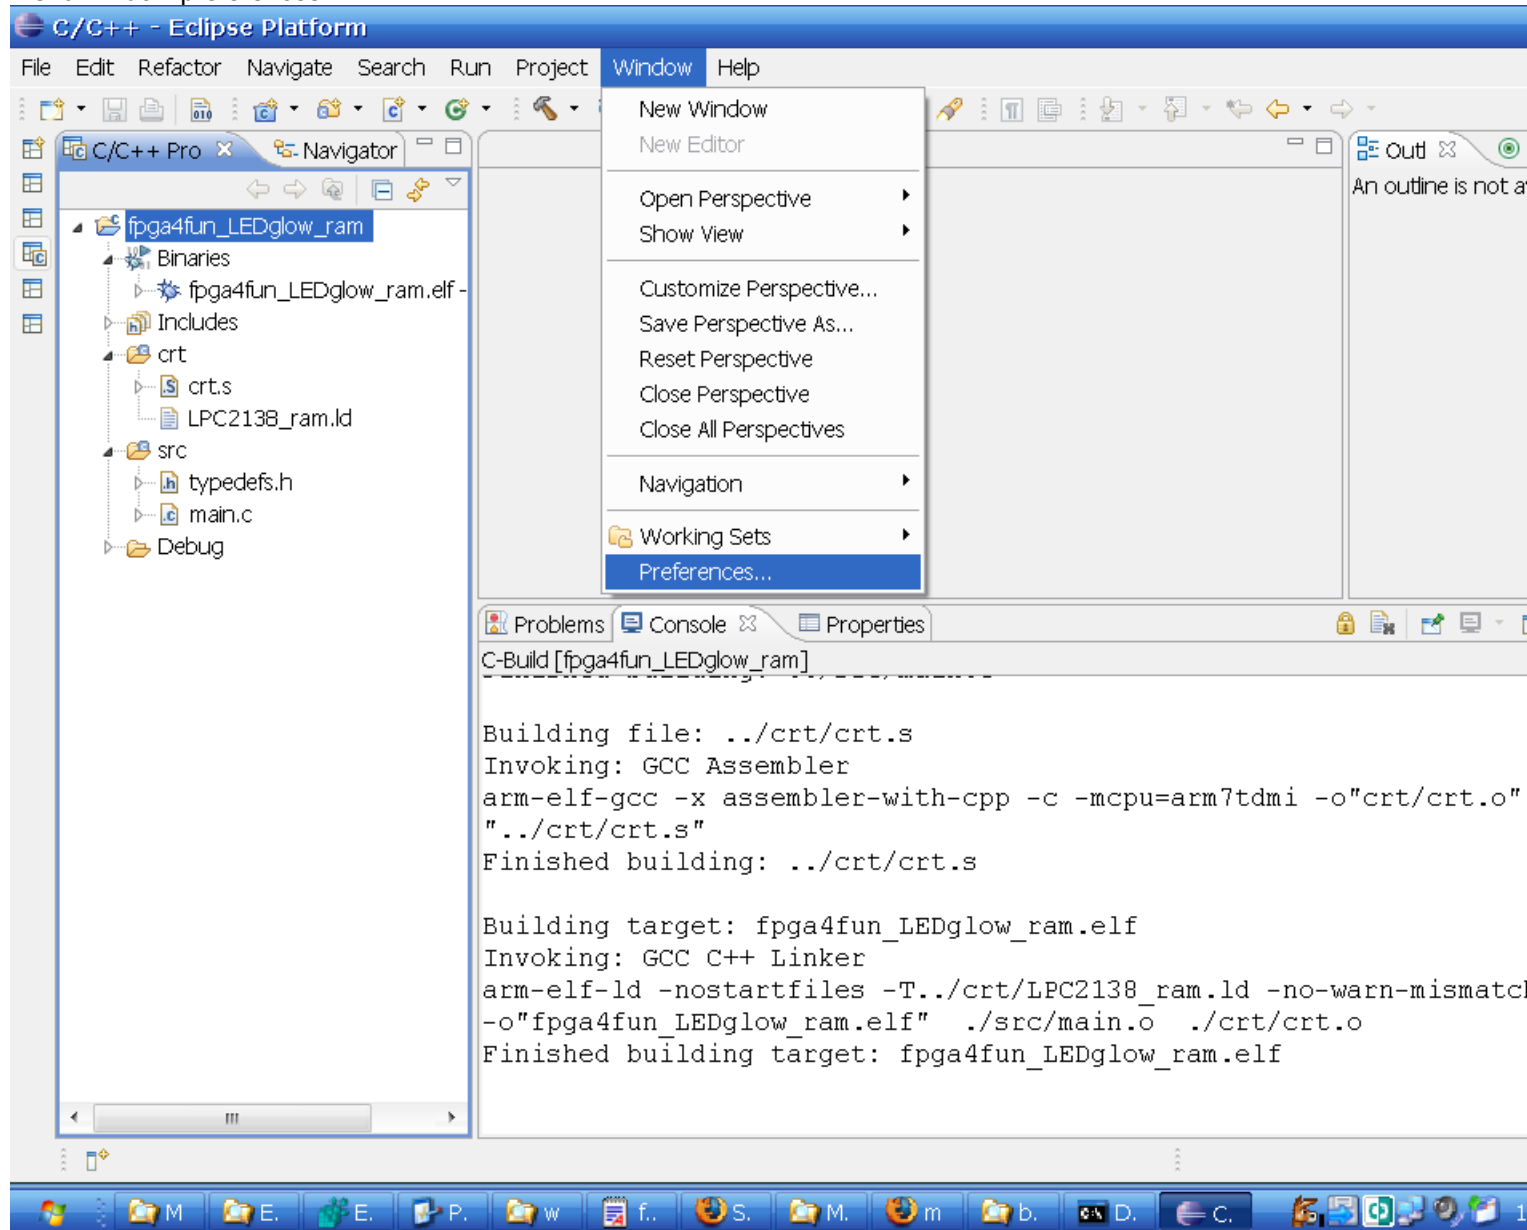 C/C++ - Eclipse Platform
File Edit Refactor Navigate Search Run Project Window Help
New Window
New Editor
Open Perspective
Show View
Customize Perspective...
Save Perspective As...
Reset Perspective
Close Perspective
Close All Perspectives
Navigation
Working Sets
Preferences...
C/C++ Pro
Navigator
fpga4fun_LEDglow_ram
Binaries
fpga4fun_LEDglow_ram.elf -
Includes
crt
crt.s
LPC2138_ram.ld
src
typedefs.h
main.c
Debug
Outl
An outline is not a
Problems Console Properties
C-Build [fpga4fun_LEDglow_ram]
Building file: ../crt/crt.s
Invoking: GCC Assembler
arm-elf-gcc -x assembler-with-cpp -c -mcpu=arm7tdmi -o"crt/crt.o"
"../crt/crt.s"
Finished building: ../crt/crt.s
Building target: fpga4fun_LEDglow_ram.elf
Invoking: GCC C++ Linker
arm-elf-ld -nostartfiles -T../crt/LPC2138_ram.ld -no-warn-mismatc
-o"fpga4fun_LEDglow_ram.elf" ./src/main.o ./crt/crt.o
Finished building target: fpga4fun_LEDglow_ram.elf
M E. E. P. w f.. S. M. m b. D. C. 1